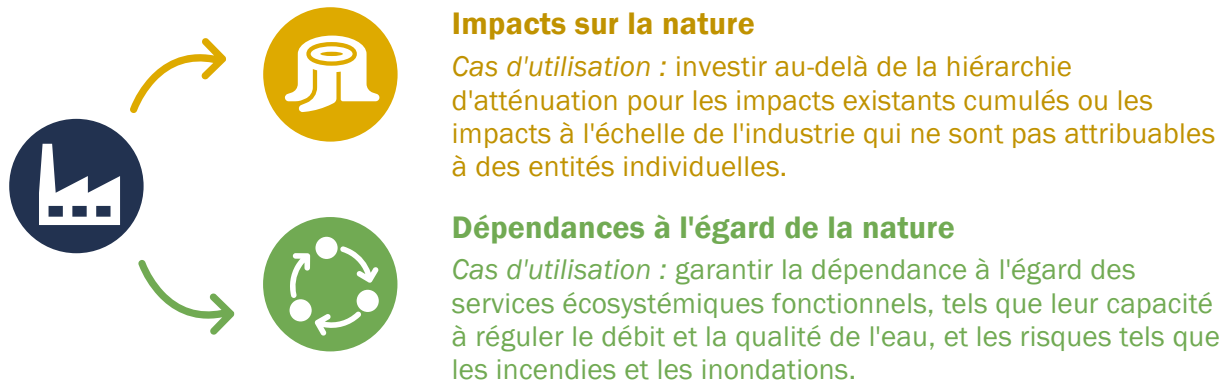 Impacts sur la nature
Cas d'utilisation : investir au-delà de la hiérarchie
d'atténuation pour les impacts existants cumulés ou les
impacts à l'échelle de l'industrie qui ne sont pas attribuables
à des entités individuelles.
Dépendances à l'égard de la nature
Cas d'utilisation : garantir la dépendance à l'égard des
services écosystémiques fonctionnels, tels que leur capacité
à réguler le débit et la qualité de l'eau, et les risques tels que
les incendies et les inondations.